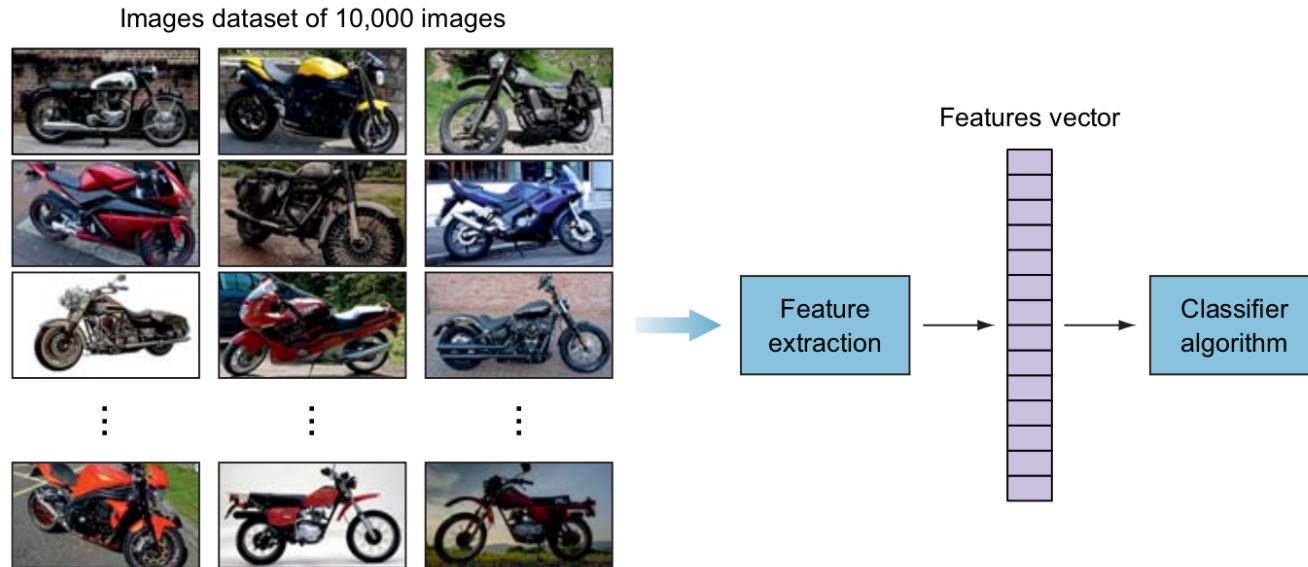 Images dataset of 10,000 images
Features vector
Feature
extraction
Classifier
algorithm